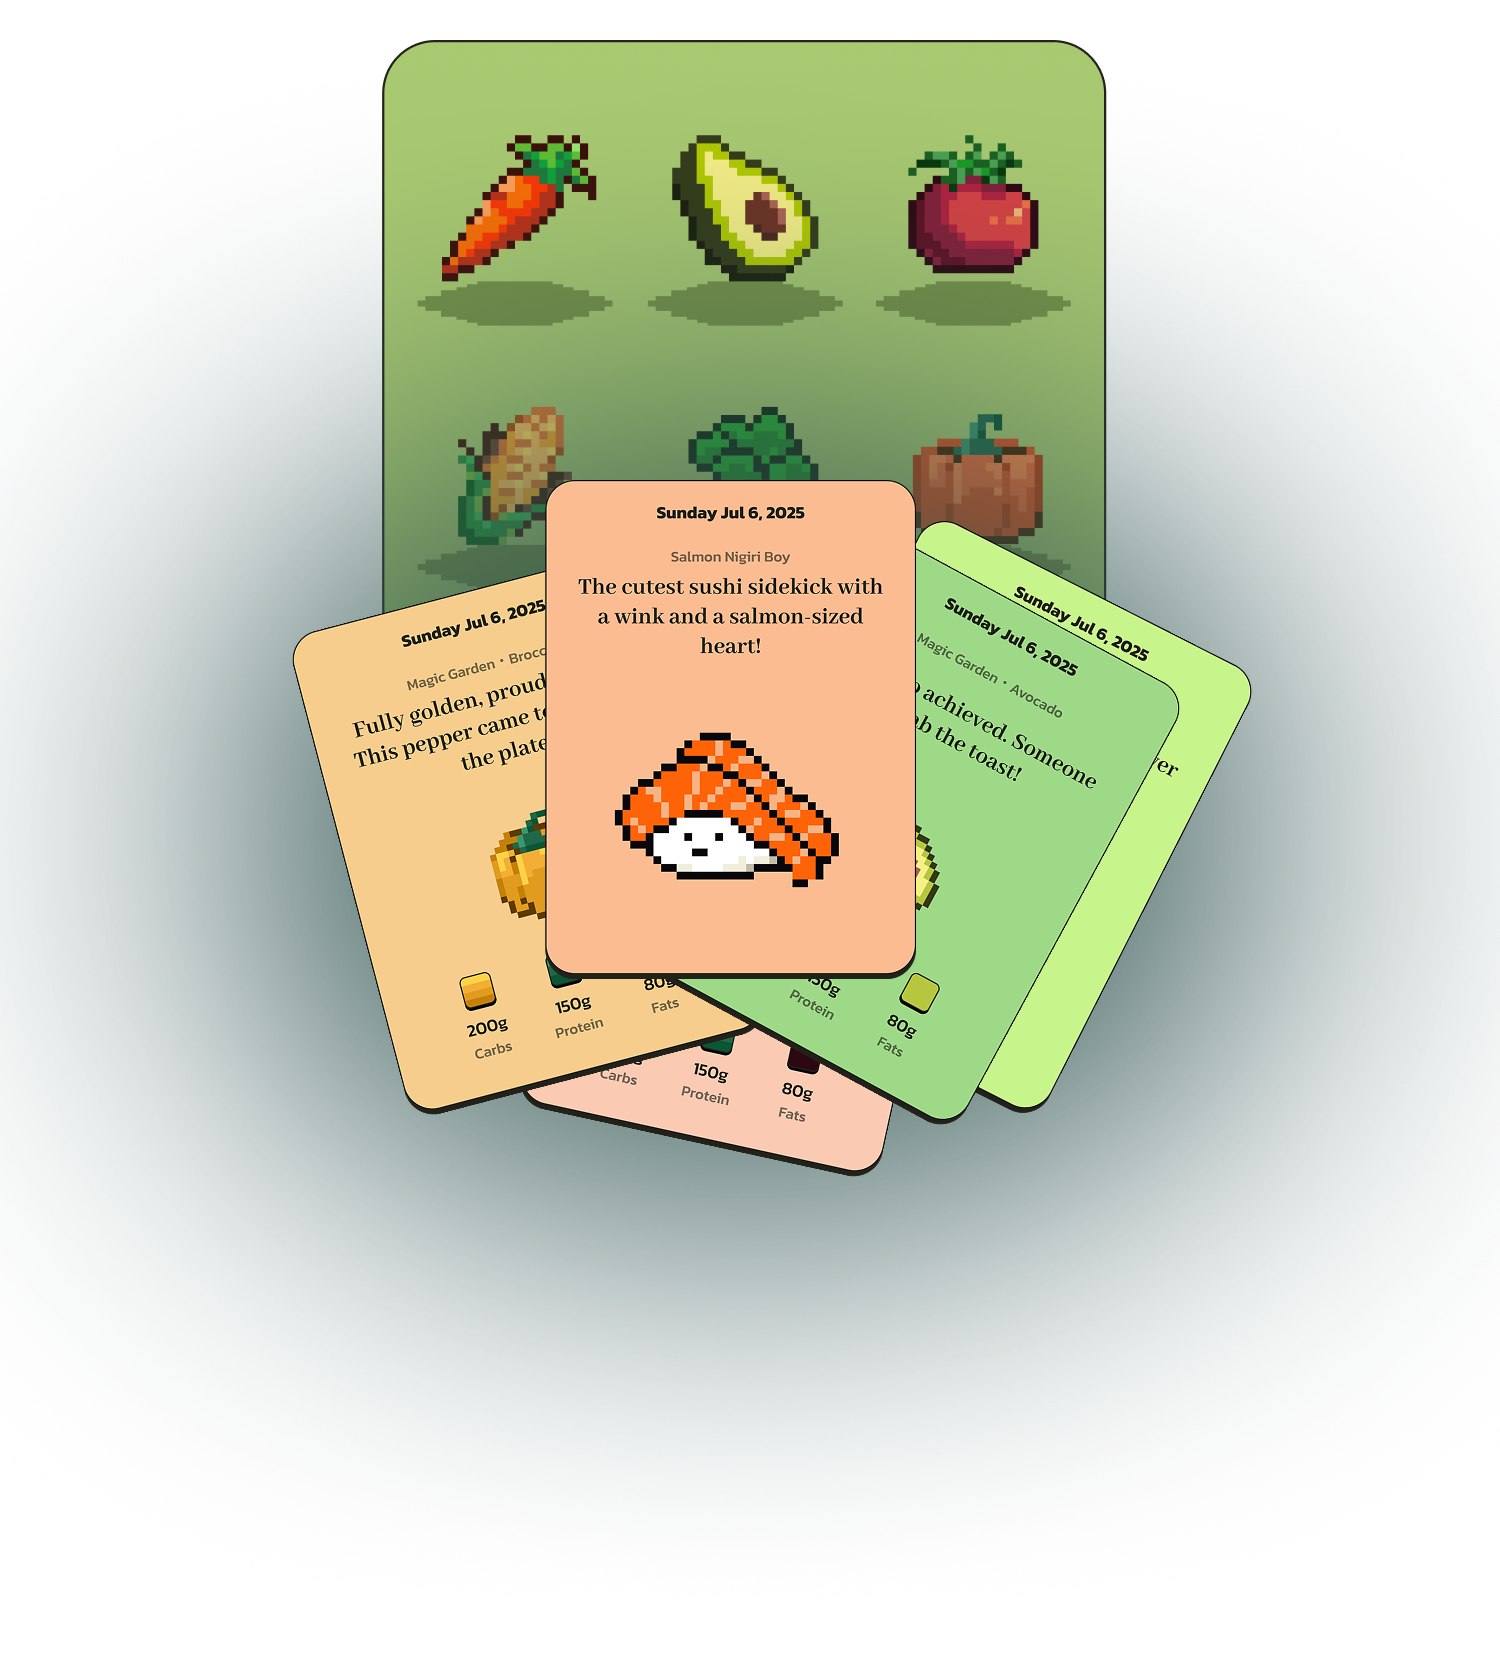 Sunday Jul 6, 2025
Salmon Nigiri Boy
The cutest sushi sidekick with
a wink and a salmon-sized
heart!
Sunday Jul 6, 2025
Magic Garden •
Fully golden, proud
This pepper came
the plate
200g
Carbs
150g
Protein
80g
Fats
Sunday Jul 6, 2025
Magic Garden • Avocado
achieved. Someone
the toast!
Protein
80g
Fats
Sunday Jul 6, 2025
Carbs
150g
Protein
80g
Fats